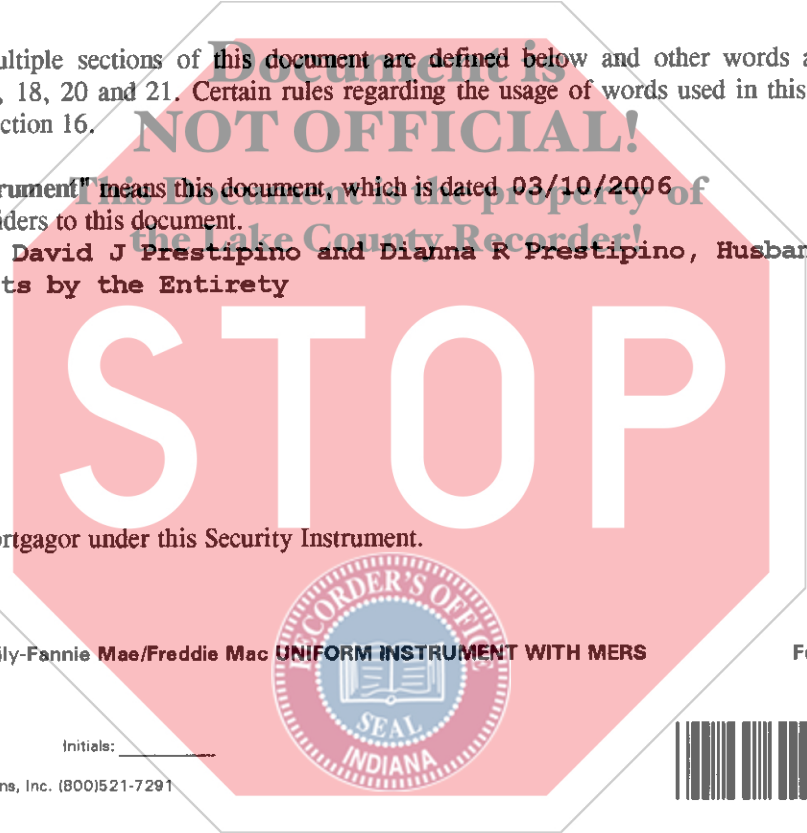 ultiple sections of this document are defined below and other words a
Document is
, 18, 20 and 21. Certain rules regarding the usage of words used in this
ction 16.
NOT OFFICIAL!
rument" means this document, which is dated 03/10/2006
This Document is the property of
iders to this document.
the Lake County Recorder!
David J Prestipino and Dianna R Prestipino, Husban
ts by the Entirety
STOP
ortgagor under this Security Instrument.
RECORDER'S OFFICE
ily-Fannie Mae/Freddie Mac UNIFORM INSTRUMENT WITH MERS
SEAL
INDIANA
Initials:
ns, Inc. (800)521-7291